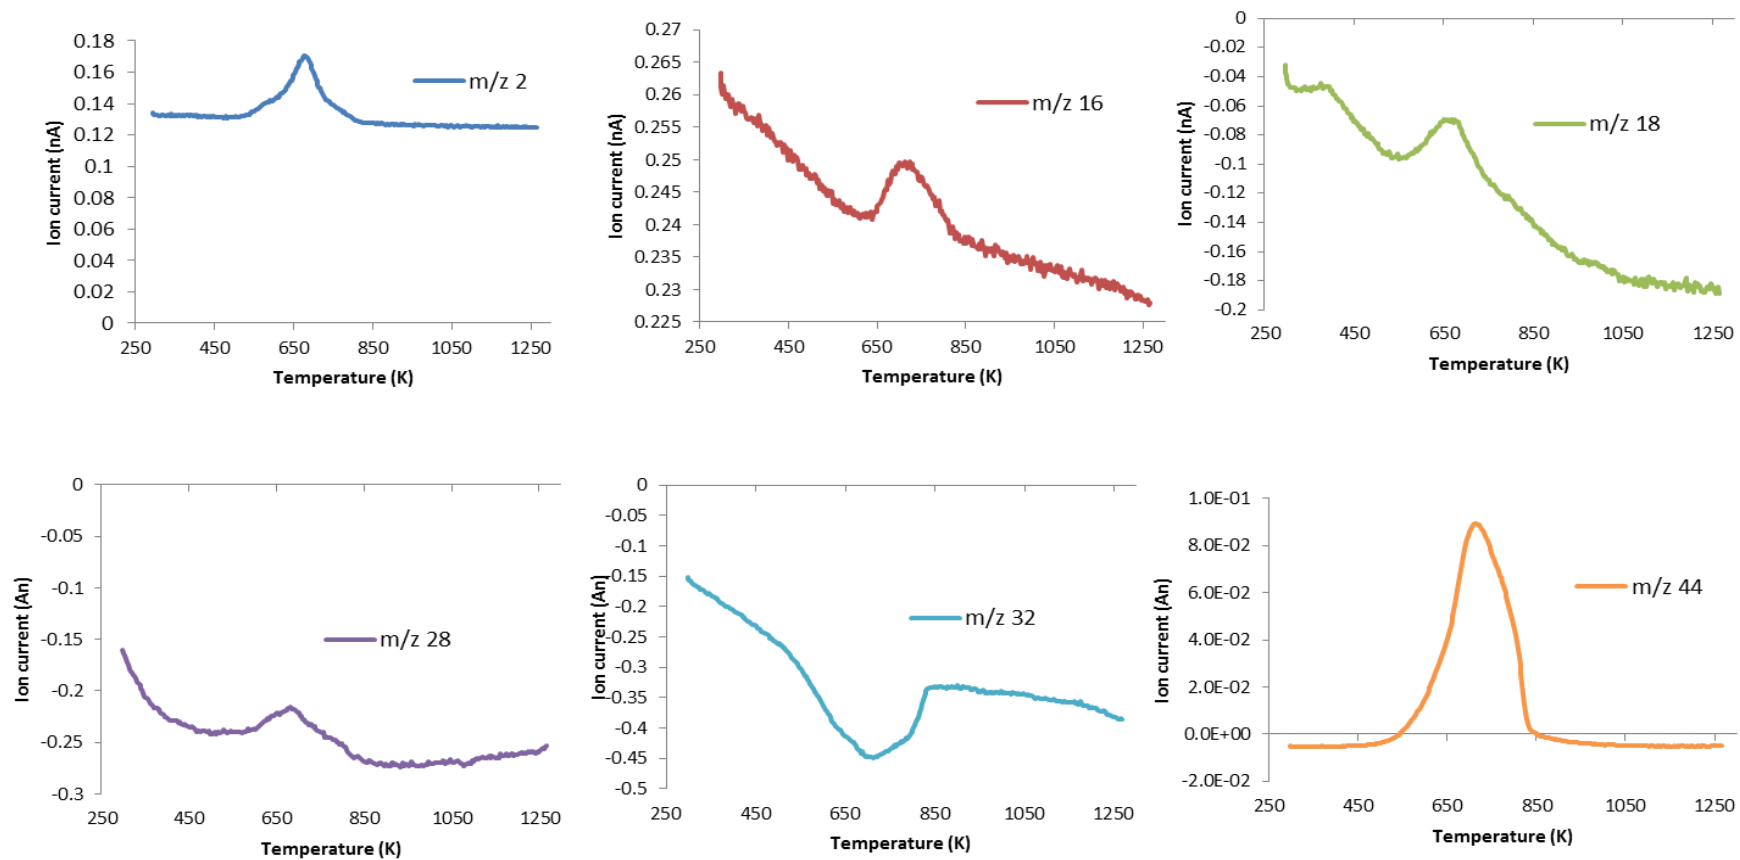 0.18
0.16
0.14
0.12
0.1
0.08
0.06
0.04
0.02
0
Ion current (nA)
m/z 2
250 450 650 850 1050 1250
Temperature (K)
0.27
0.265
0.26
0.255
0.25
0.245
0.24
0.235
0.23
0.225
Ion current (nA)
m/z 16
250 450 650 850 1050 1250
Temperature (K)
0
-0.02
-0.04
-0.06
-0.08
-0.1
-0.12
-0.14
-0.16
-0.18
-0.2
Ion current (nA)
m/z 18
250 450 650 850 1050 1250
Temperature (K)
0
-0.05
-0.1
-0.15
-0.2
-0.25
-0.3
Ion current (An)
m/z 28
250 450 650 850 1050 1250
Temperature (K)
0
-0.05
-0.1
-0.15
-0.2
-0.25
-0.3
-0.35
-0.4
-0.45
-0.5
Ion current (An)
m/z 32
250 450 650 850 1050 1250
Temperature (K)
1.0E-01
8.0E-02
6.0E-02
4.0E-02
2.0E-02
0.0E+00
-2.0E-02
Ion current (An)
m/z 44
250 450 650 850 1050 1250
Temperature (K)